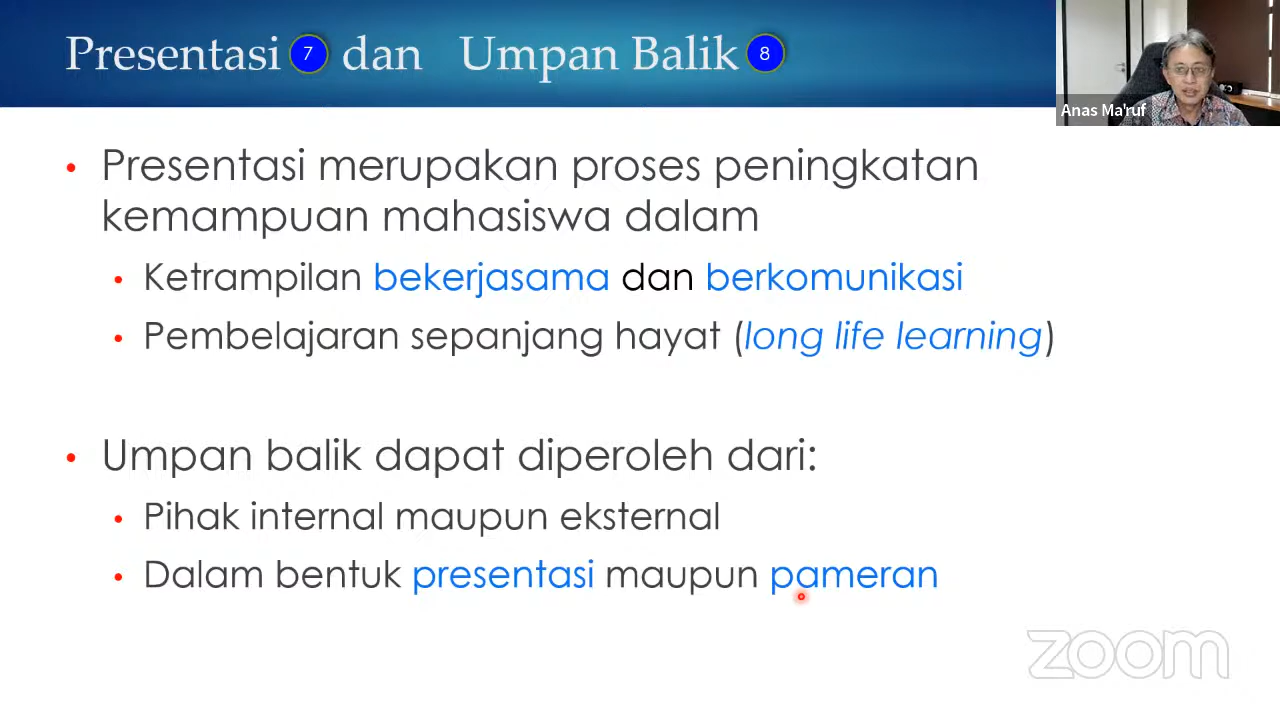 Presentasi 7 dan Umpan Balik 8
Anas Ma'ruf
• Presentasi merupakan proses peningkatan
kemampuan mahasiswa dalam
• Ketrampilan bekerjasama dan berkomunikasi
• Pembelajaran sepanjang hayat (long life learning)
• Umpan balik dapat diperoleh dari:
• Pihak internal maupun eksternal
• Dalam bentuk presentasi maupun pameran
zoom